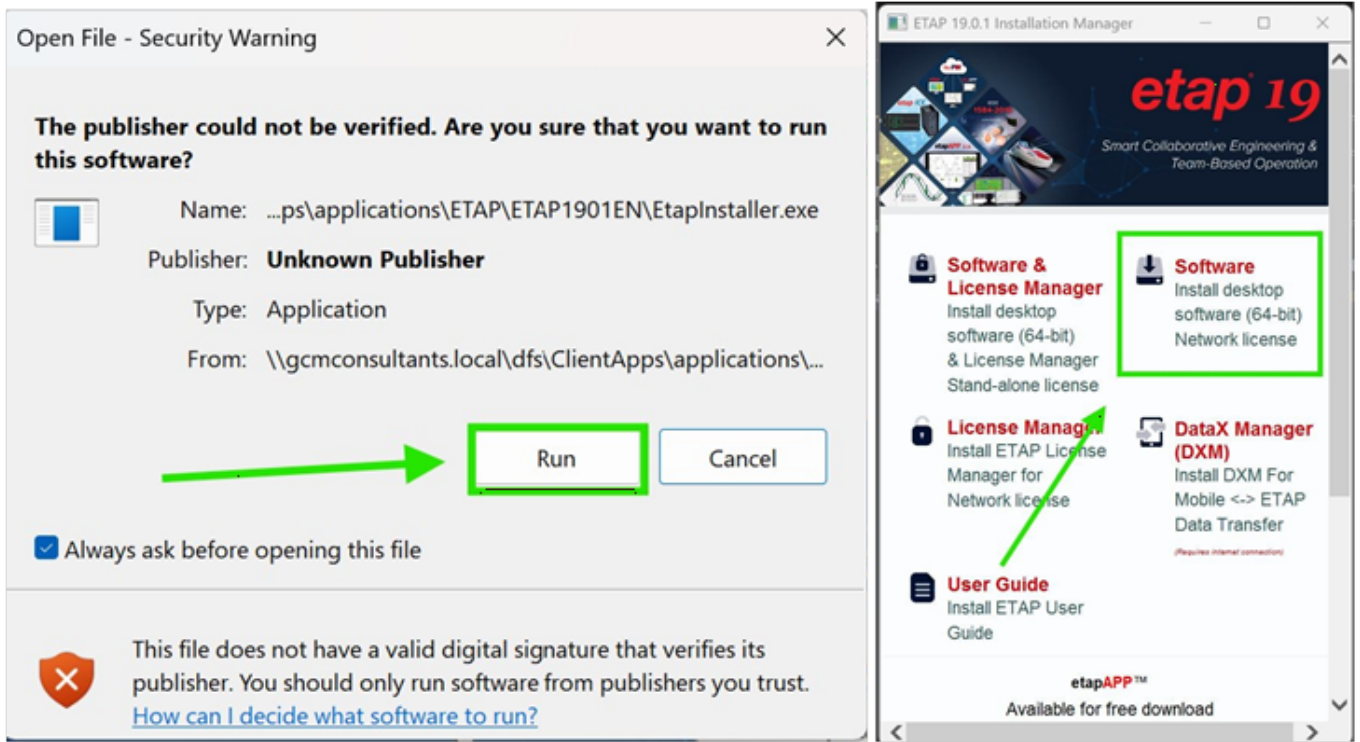 Open File - Security Warning
The publisher could not be verified. Are you sure that you want to run
this software?
Name: ...ps\applications\ETAP\ETAP1901EN\EtapInstaller.exe
Publisher: Unknown Publisher
Type: Application
From: \\gcmconsultants.local\dfs\ClientApps\applications\...
Run
Cancel
Always ask before opening this file
This file does not have a valid digital signature that verifies its
publisher. You should only run software from publishers you trust.
How can I decide what software to run?
ETAP 19.0.1 Installation Manager
etap 19
Smart Collaborative Engineering &
Team-Based Operation
Software &
License Manager
Install desktop
software (64-bit)
& License Manager
Stand-alone license
Software
Install desktop
software (64-bit)
Network license
License Manager
Install ETAP License
Manager for
Network license
DataX Manager
(DXM)
Install DXM For
Mobile <-> ETAP
Data Transfer
(Requires internet connection)
User Guide
Install ETAP User
Guide
etapAPP™
Available for free download